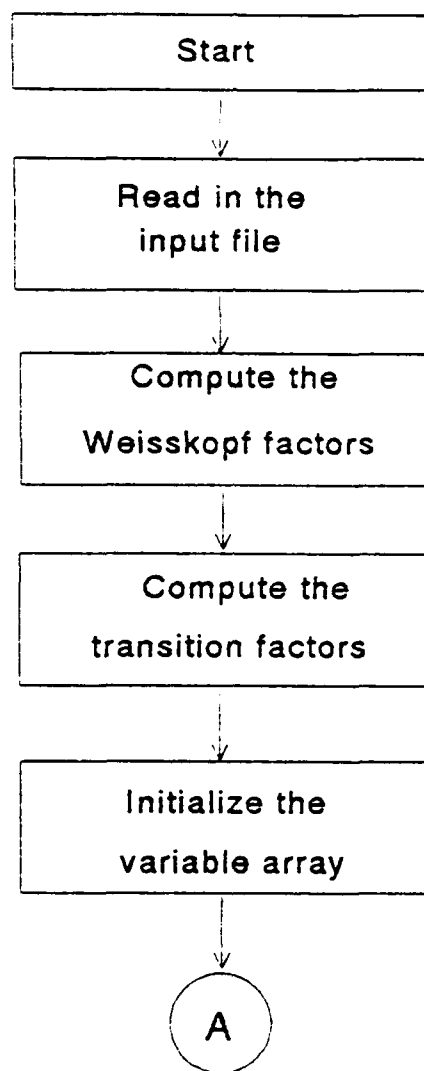 Start
Read in the
input file
Compute the
Weisskopf factors
Compute the
transition factors
Initialize the
variable array
A